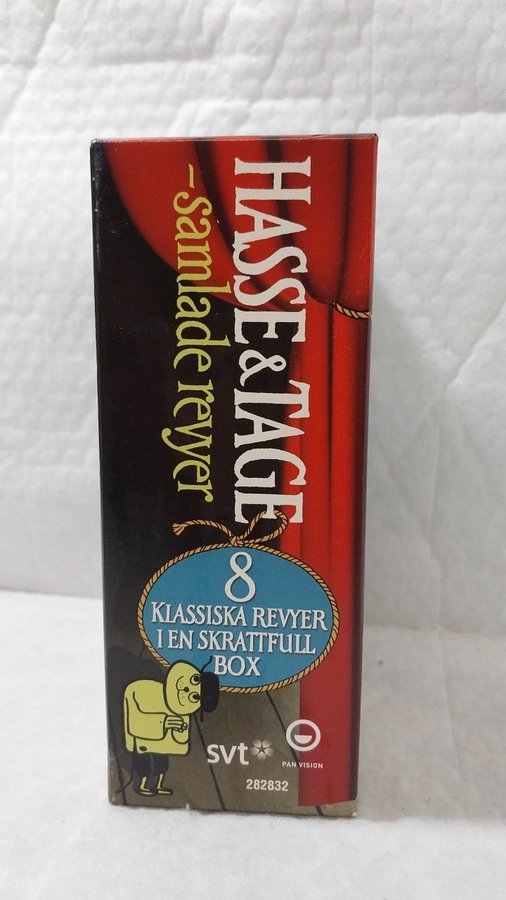 HASSE & TAGE
–samlade revyer
8
KLASSISKA REVYER
I EN SKRATTFULL
BOX
svt
PAN VISION
282832